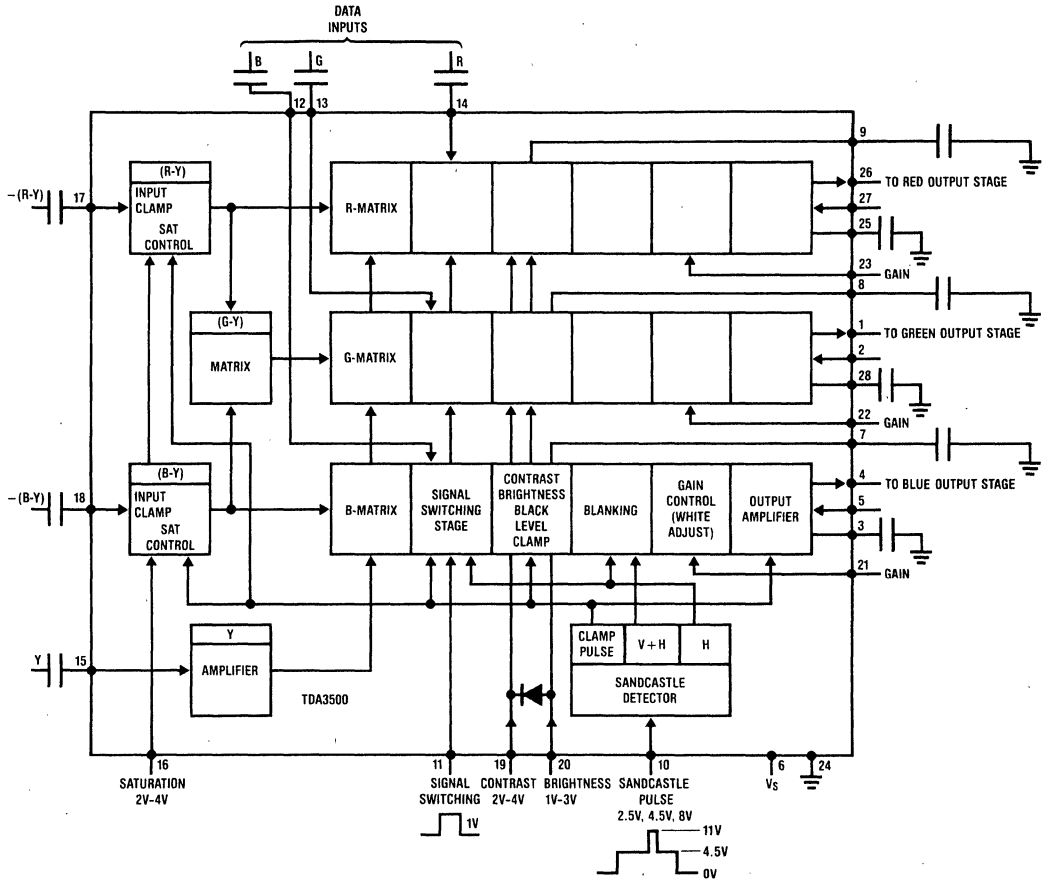 DATA
INPUTS
B
G
R
12
13
14
9
(R-Y)
INPUT
CLAMP
SAT
CONTROL
–(R-Y)
17
R-MATRIX
26
TO RED OUTPUT STAGE
27
25
23
GAIN
8
(G-Y)
MATRIX
G-MATRIX
1
TO GREEN OUTPUT STAGE
2
28
22
GAIN
7
(B-Y)
INPUT
CLAMP
SAT
CONTROL
–(B-Y)
18
B-MATRIX
SIGNAL
SWITCHING
STAGE
CONTRAST
BRIGHTNESS
BLACK
LEVEL
CLAMP
BLANKING
GAIN
CONTROL
(WHITE
ADJUST)
OUTPUT
AMPLIFIER
4
TO BLUE OUTPUT STAGE
5
3
21
GAIN
Y
15
Y
AMPLIFIER
TDA3500
CLAMP
PULSE
V+H
H
SANDCASTLE
DETECTOR
16
SATURATION
2V–4V
11
SIGNAL
SWITCHING
1V
19
CONTRAST
2V–4V
20
BRIGHTNESS
1V–3V
10
SANDCASTLE
PULSE
2.5V, 4.5V, 8V
11V
4.5V
0V
6
VS
24